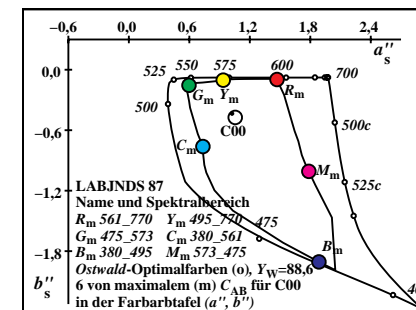 −0,6 0,0 0,6 1,2 1,8 2,4
a"s
0,0 525 550 575 600 700
Gm Ym Rm
500
C00
−0,6 500c
Cm
Mm
−1,2 525c
LABJNDS 87
Name und Spektralbereich
Rm 561_770 Ym 495_770
475
Gm 475_573 Cm 380_561
−1,8 Bm 380_495 Mm 573_475
Bm
b"s Ostwald-Optimalfarben (o), YW=88,6
6 von maximalem (m) CAB für C00
in der Farbarbtafel (a", b")